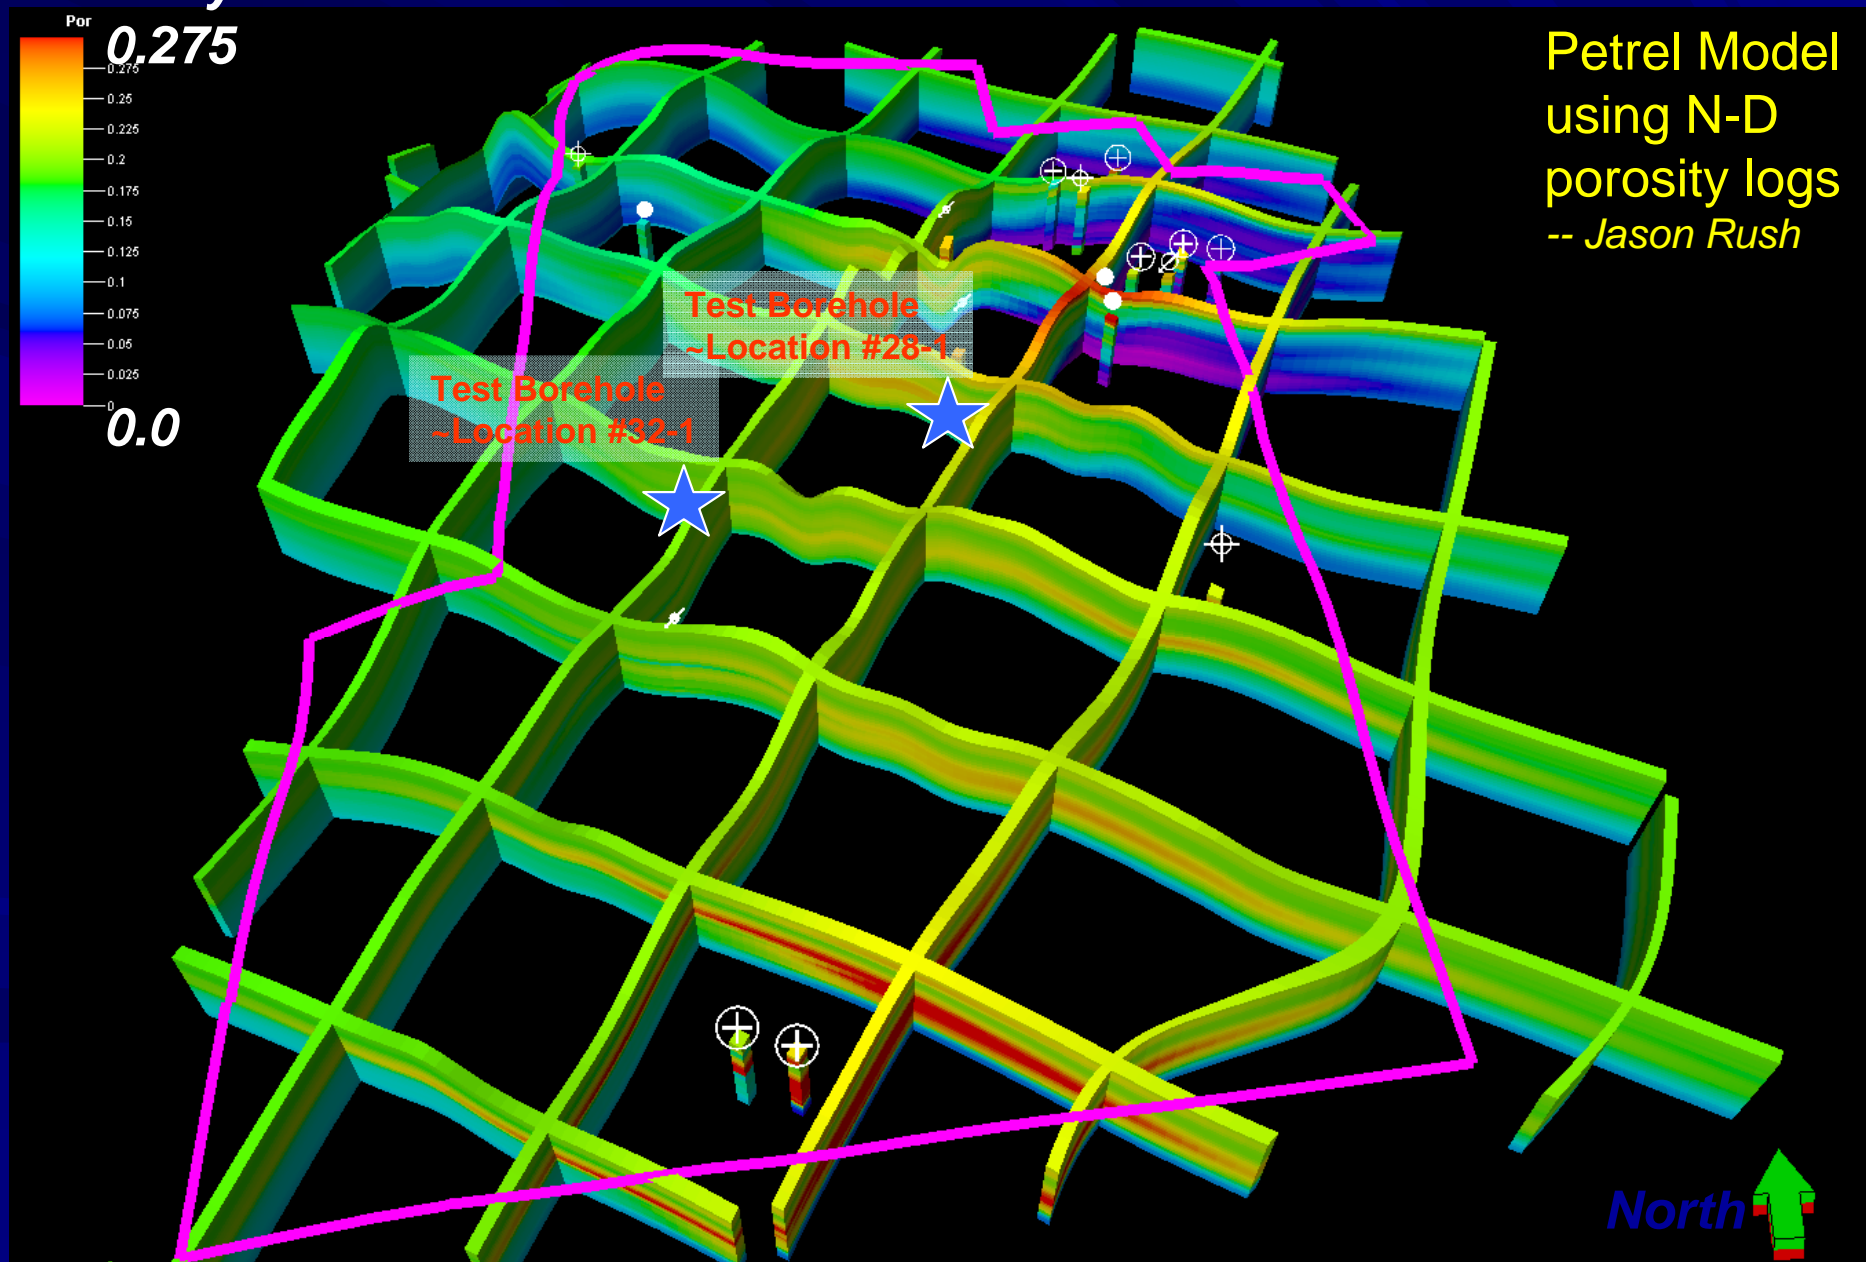 Por
0.275
0.275
0.25
0.225
0.2
0.175
0.15
0.125
0.1
0.075
0.05
0.025
0
0.0
Petrel Model
using N-D
porosity logs
-- Jason Rush
Test Borehole
~Location #28-1
Test Borehole
~Location #32-1
North